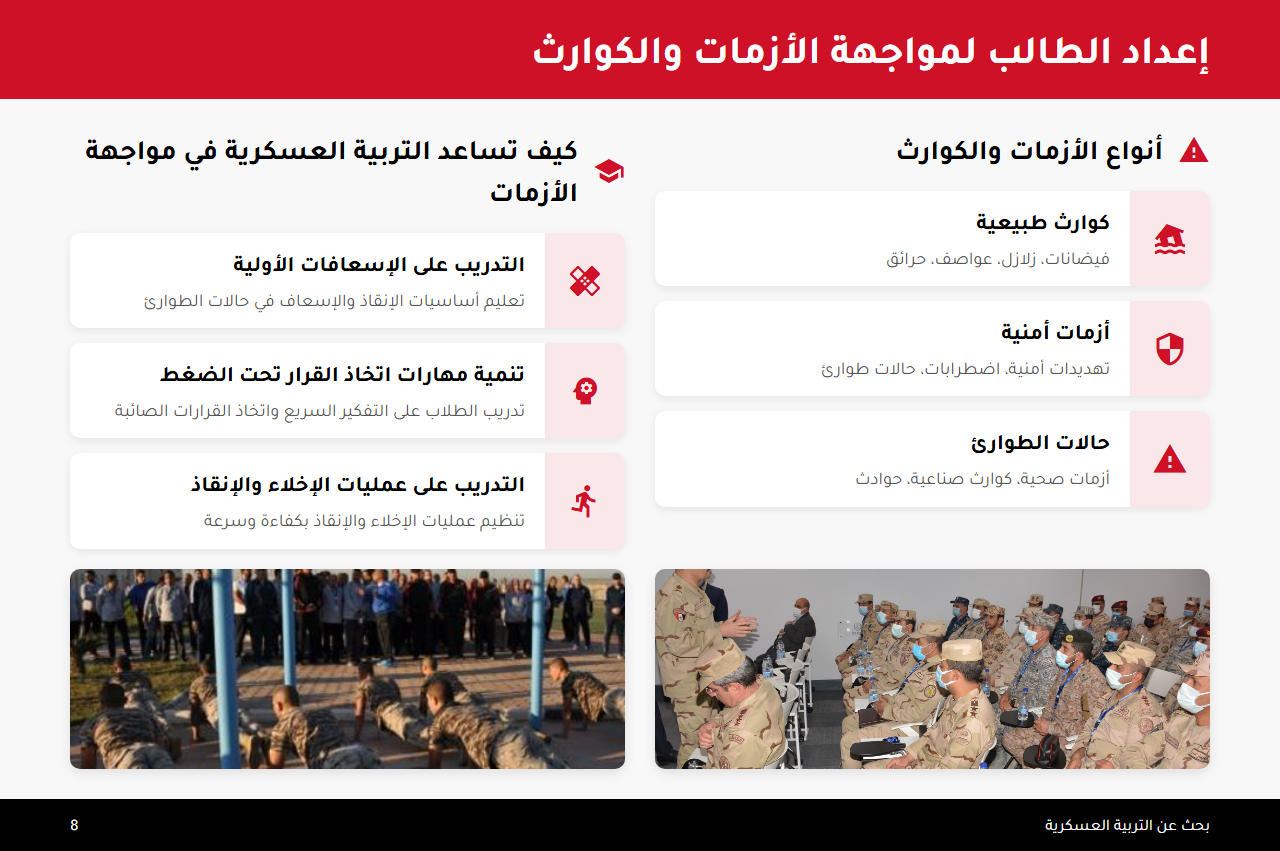 إعداد الطالب لمواجهة الأزمات والكوارث
أنواع الأزمات والكوارث
كوارث طبيعية
فيضانات، زلازل، عواصف، حرائق
أزمات أمنية
تهديدات أمنية، اضطرابات، حالات طوارئ
حالات الطوارئ
أزمات صحية، كوارث صناعية، حوادث
كيف تساعد التربية العسكرية في مواجهة
الأزمات
التدريب على الإسعافات الأولية
تعليم أساسيات الإنقاذ والإسعاف في حالات الطوارئ
تنمية مهارات اتخاذ القرار تحت الضغط
تدريب الطلاب على التفكير السريع واتخاذ القرارات الصائبة
التدريب على عمليات الإخلاء والإنقاذ
تنظيم عمليات الإخلاء والإنقاذ بكفاءة وسرعة
بحث عن التربية العسكرية
8